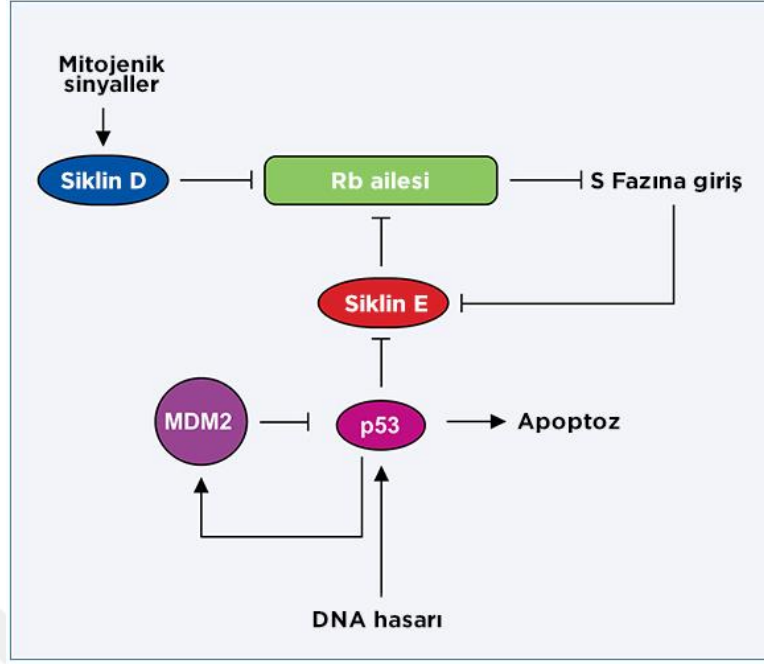 Mitojenik
sinyaller
Siklin D
Rb ailesi
S Fazına giriş
Siklin E
MDM2
p53
Apoptoz
DNA hasarı